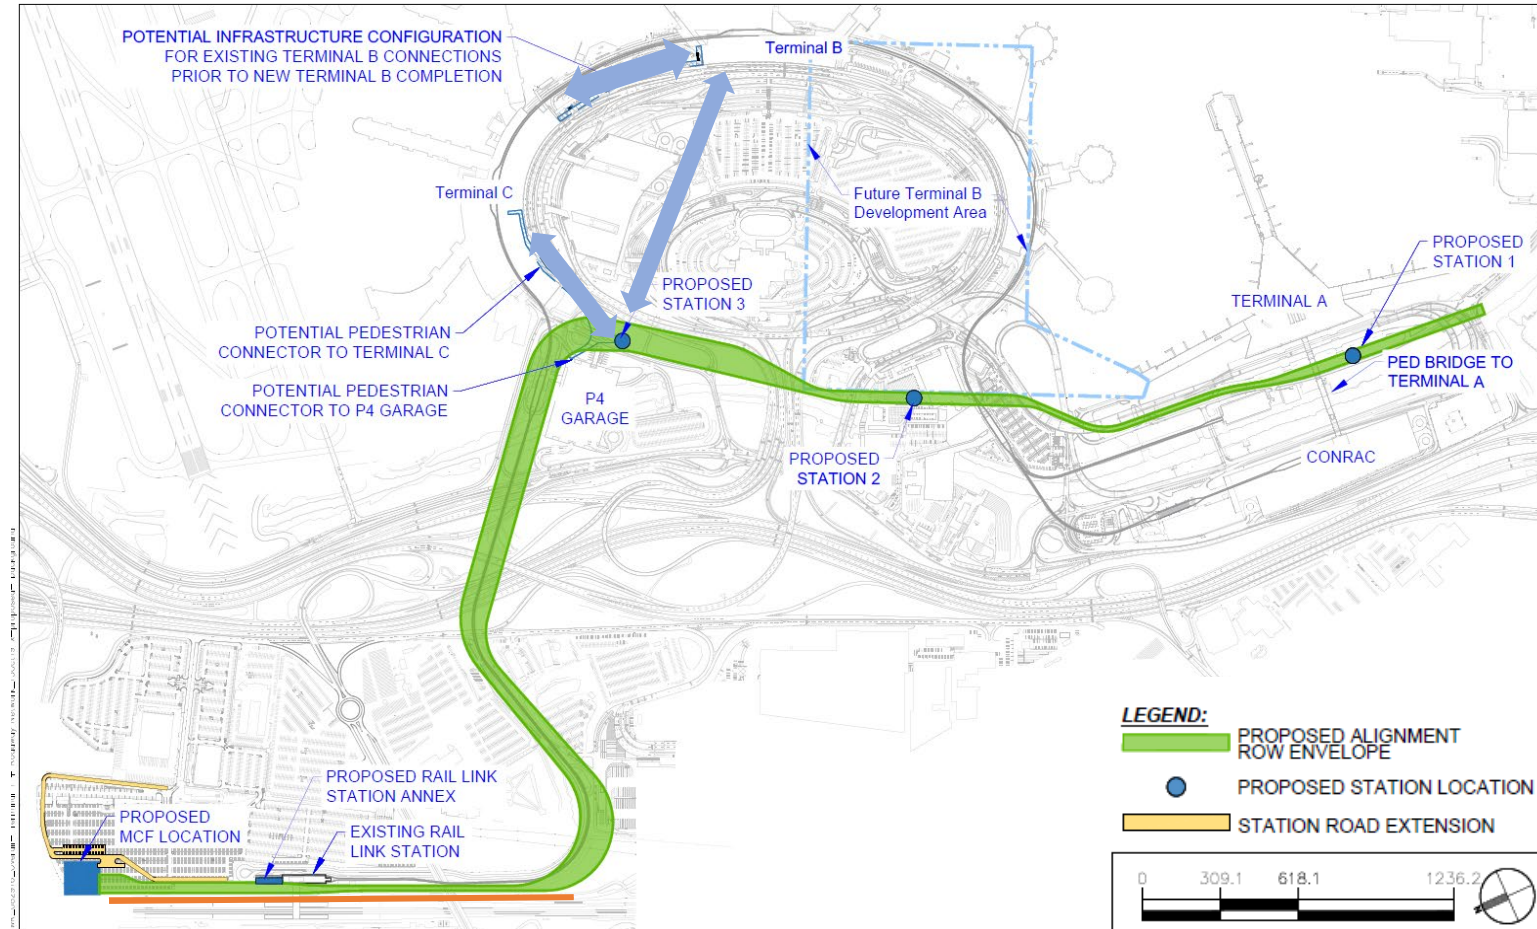 POTENTIAL INFRASTRUCTURE CONFIGURATION
FOR EXISTING TERMINAL B CONNECTIONS
PRIOR TO NEW TERMINAL B COMPLETION
Terminal B
Terminal C
Future Terminal B
Development Area
PROPOSED
STATION 1
TERMINAL A
PROPOSED
STATION 3
POTENTIAL PEDESTRIAN
CONNECTOR TO TERMINAL C
PED BRIDGE TO
TERMINAL A
POTENTIAL PEDESTRIAN
CONNECTOR TO P4 GARAGE
P4
GARAGE
PROPOSED
STATION 2
CONRAC
LEGEND:
PROPOSED ALIGNMENT
ROW ENVELOPE
PROPOSED STATION LOCATION
STATION ROAD EXTENSION
PROPOSED RAIL LINK
STATION ANNEX
PROPOSED
MCF LOCATION
EXISTING RAIL
LINK STATION
0 309.1 618.1 1236.2